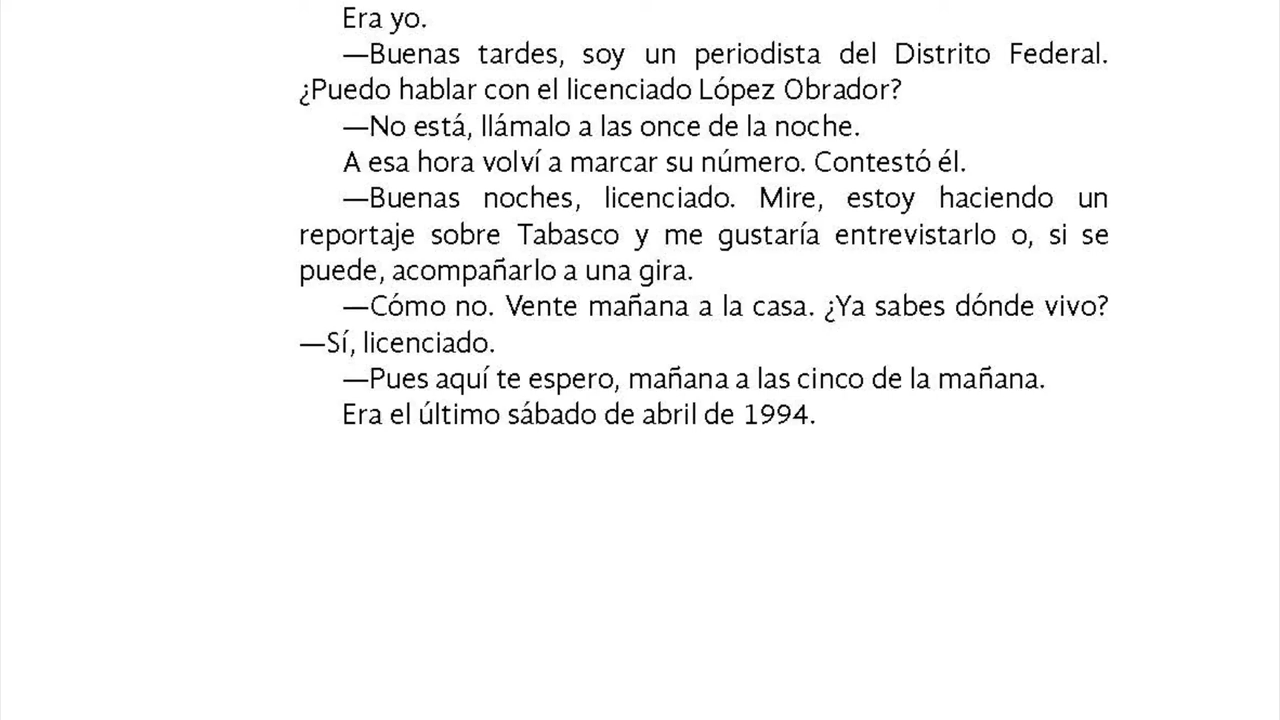 Era yo.
—Buenas tardes, soy un periodista del Distrito Federal.
¿Puedo hablar con el licenciado López Obrador?
—No está, llámalo a las once de la noche.
A esa hora volví a marcar su número. Contestó él.
—Buenas noches, licenciado. Mire, estoy haciendo un
reportaje sobre Tabasco y me gustaría entrevistarlo o, si se
puede, acompañarlo a una gira.
—Cómo no. Vente mañana a la casa. ¿Ya sabes dónde vivo?
—Sí, licenciado.
—Pues aquí te espero, mañana a las cinco de la mañana.
Era el último sábado de abril de 1994.